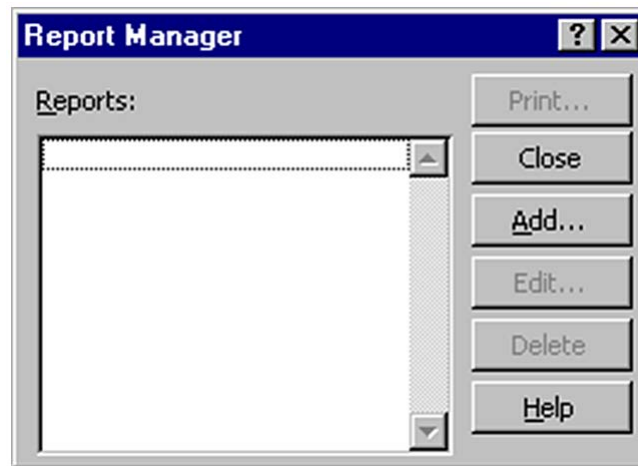 Report Manager
Reports:
Print...
Close
Add...
Edit...
Delete
Help